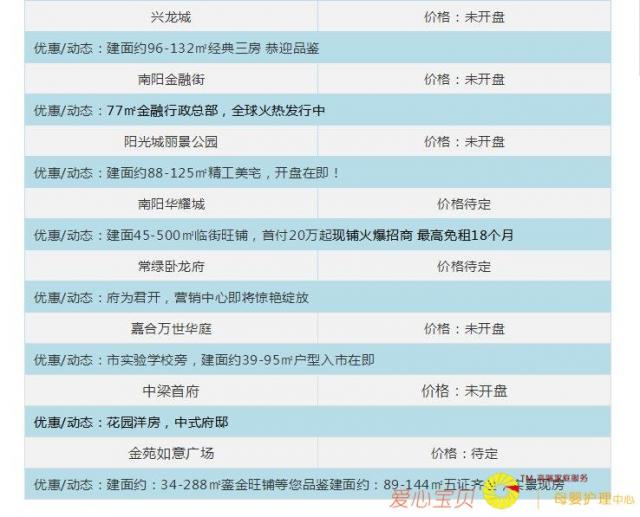 兴龙城 价格：未开盘
优惠/动态：建面约96-132㎡经典三房 恭迎品鉴
南阳金融街 价格：未开盘
优惠/动态：77㎡金融行政总部，全球火热发行中
阳光城丽景公园 价格：未开盘
优惠/动态：建面约88-125㎡精工美宅，开盘在即！
南阳华耀城 价格待定
优惠/动态：建面45-500㎡临街旺铺，首付20万起现铺火爆招商 最高免租18个月
常绿卧龙府 价格待定
优惠/动态：府为君开，营销中心即将惊艳绽放
嘉合万世华庭 价格：未开盘
优惠/动态：市实验学校旁，建面约39-95㎡户型入市在即
中梁首府 价格：未开盘
优惠/动态：花园洋房，中式府邸
金苑如意广场 价格：待定
优惠/动态：建面约：34-288㎡銮金旺铺等您品鉴建面约：89-144㎡五证齐 景现房
爱心宝贝 TM 家庭服务 母婴护理中心